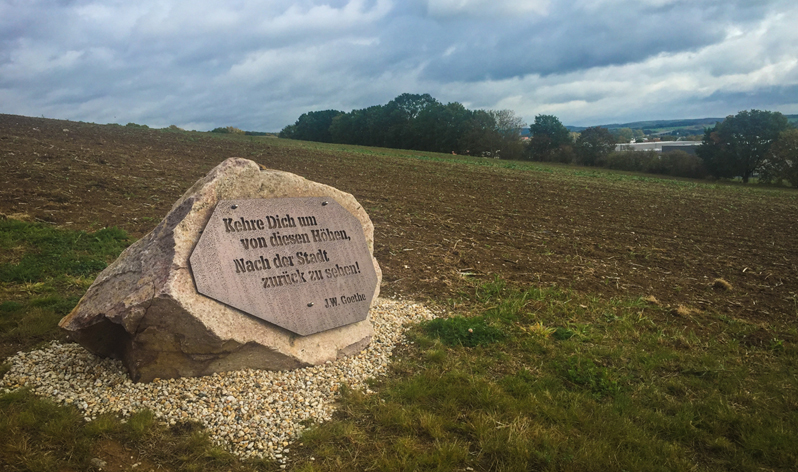 Kehre Dich um
von diesen Höhen,
Nach der Stadt
zurück zu sehen!
J.W. Goethe